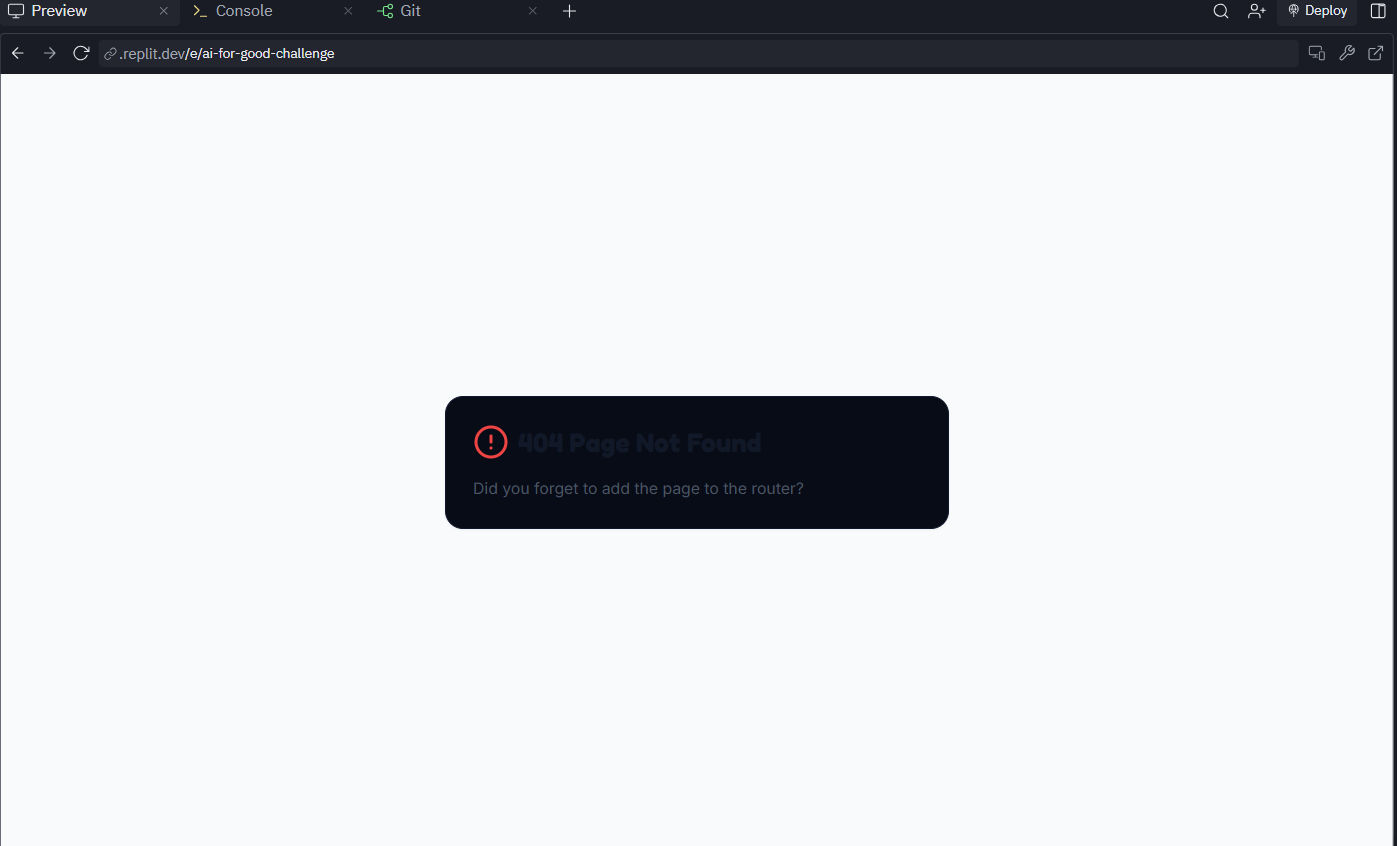 Preview
Console
Git
Deploy
.replit.dev/e/ai-for-good-challenge
404 Page Not Found
Did you forget to add the page to the router?